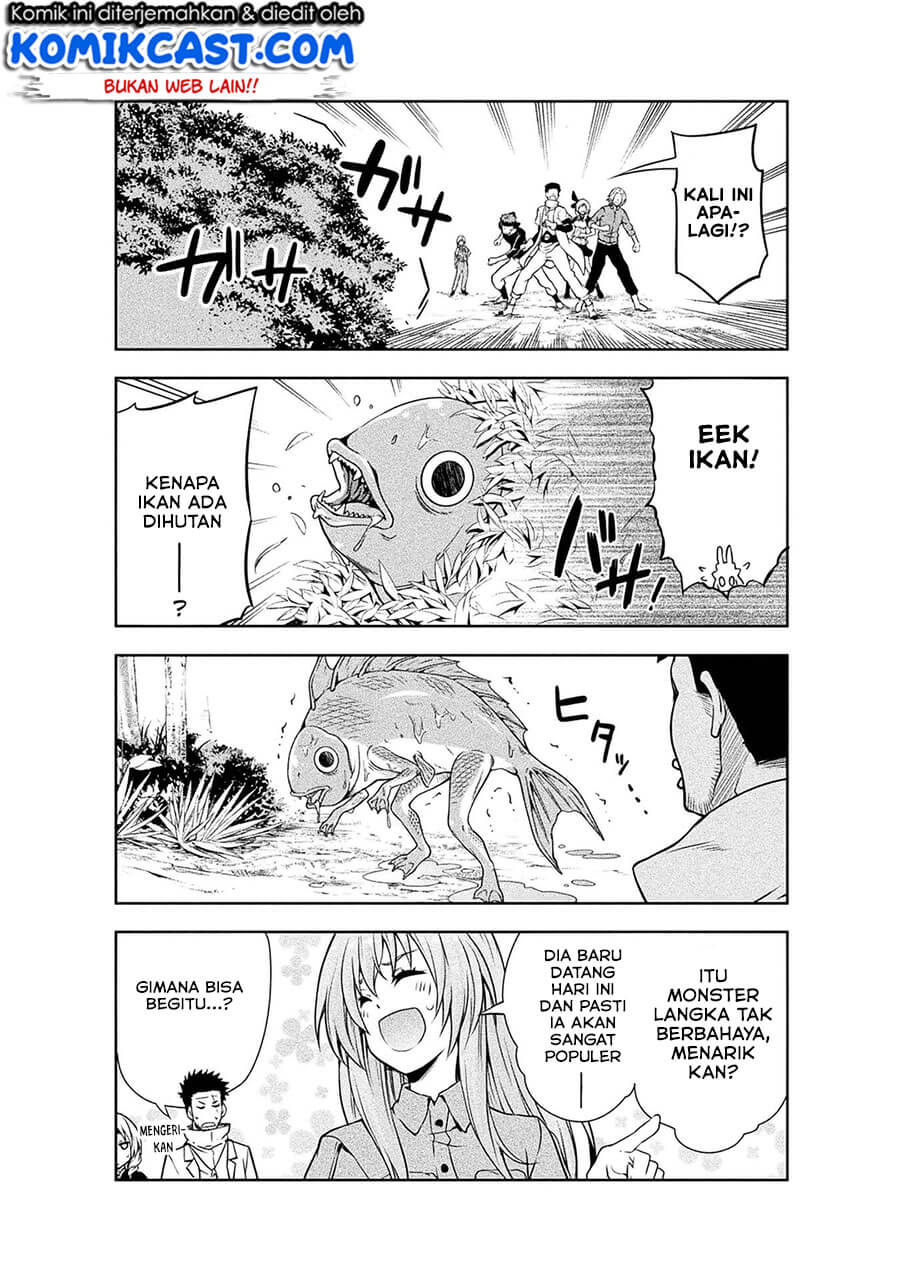 Komik ini diterjemahkan & diedit oleh
KOMIKCAST.COM
BUKAN WEB LAIN!!
KALI INI
APA-
LAGI!?
ガサ
ガサ
EEK
IKAN!
バサ!
KENAPA
IKAN ADA
DIHUTAN
—
?
ヒタ
ITU
MONSTER
LANGKA TAK
BERBAHAYA,
MENARIK
KAN?
DIA BARU
DATANG
HARI INI
DAN PASTI
IA AKAN
SANGAT
POPULER
—
GIMANA BISA
BEGITU...?
MENGERI-
KAN